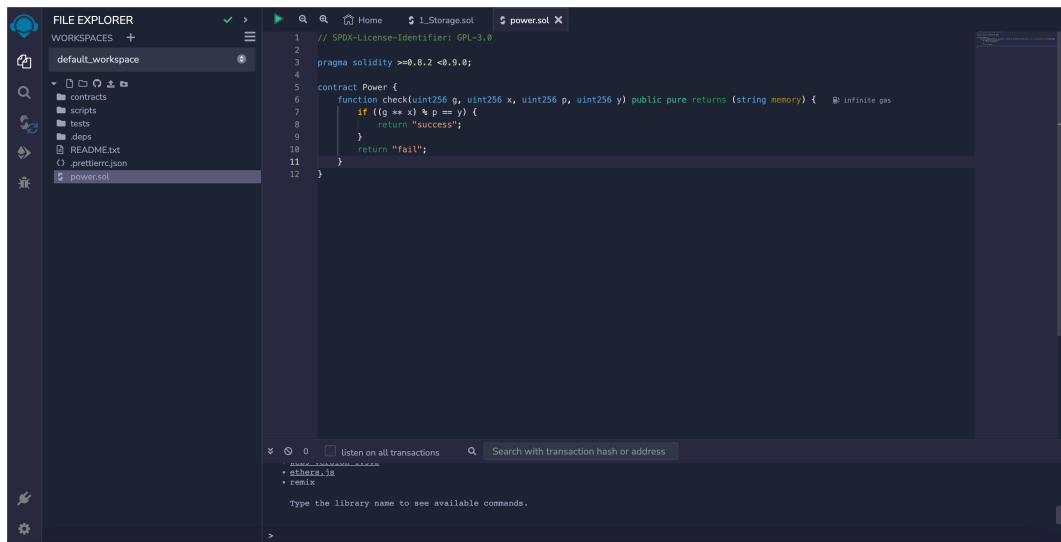 FILE EXPLORER
WORKSPACES +
default_workspace
contracts
scripts
tests
.deps
README.txt
.prettierrc.json
power.sol
Home 1_Storage.sol power.sol
1 // SPDX-License-Identifier: GPL-3.0
2
3 pragma solidity >=0.8.2 <0.9.0;
4
5 contract Power {
6 function check(uint256 g, uint256 x, uint256 p, uint256 y) public pure returns (string memory) { infinite gas
7 if ((g ** x) % p == y) {
8 return "success";
9 }
10 return "fail";
11 }
12 }
0 listen on all transactions Search with transaction hash or address
• ethers.js
• remix
Type the library name to see available commands.
>